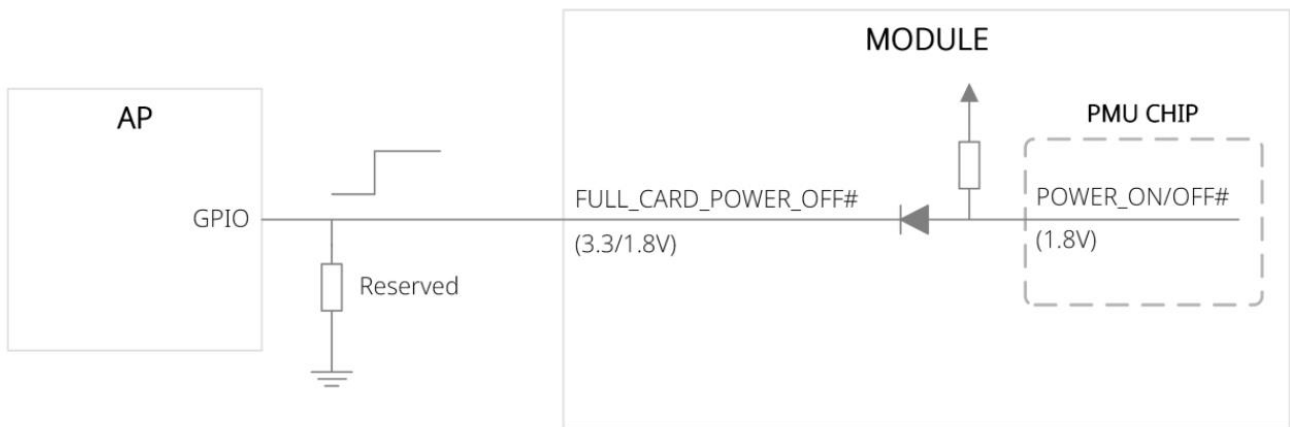 MODULE
AP
PMU CHIP
GPIO
FULL_CARD_POWER_OFF#
(3.3/1.8V)
POWER_ON/OFF#
(1.8V)
Reserved